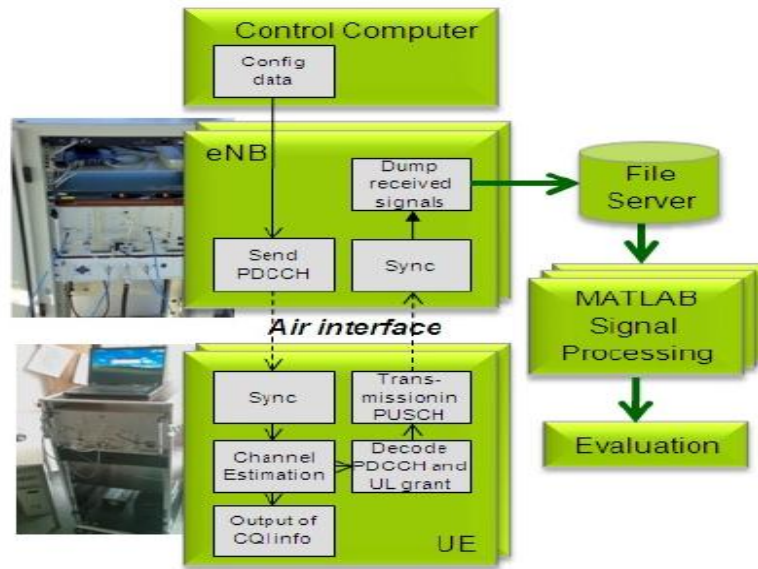 Control Computer
Config
data
eNB
Dump
received
signals
Send
PDCCH
Sync
File
Server
MATLAB
Signal
Processing
Evaluation
Air interface
Sync
Trans-
missionin
PUSCH
Channel
Estimation
Decode
PDCCH and
UL grant
Output of
CQI info
UE